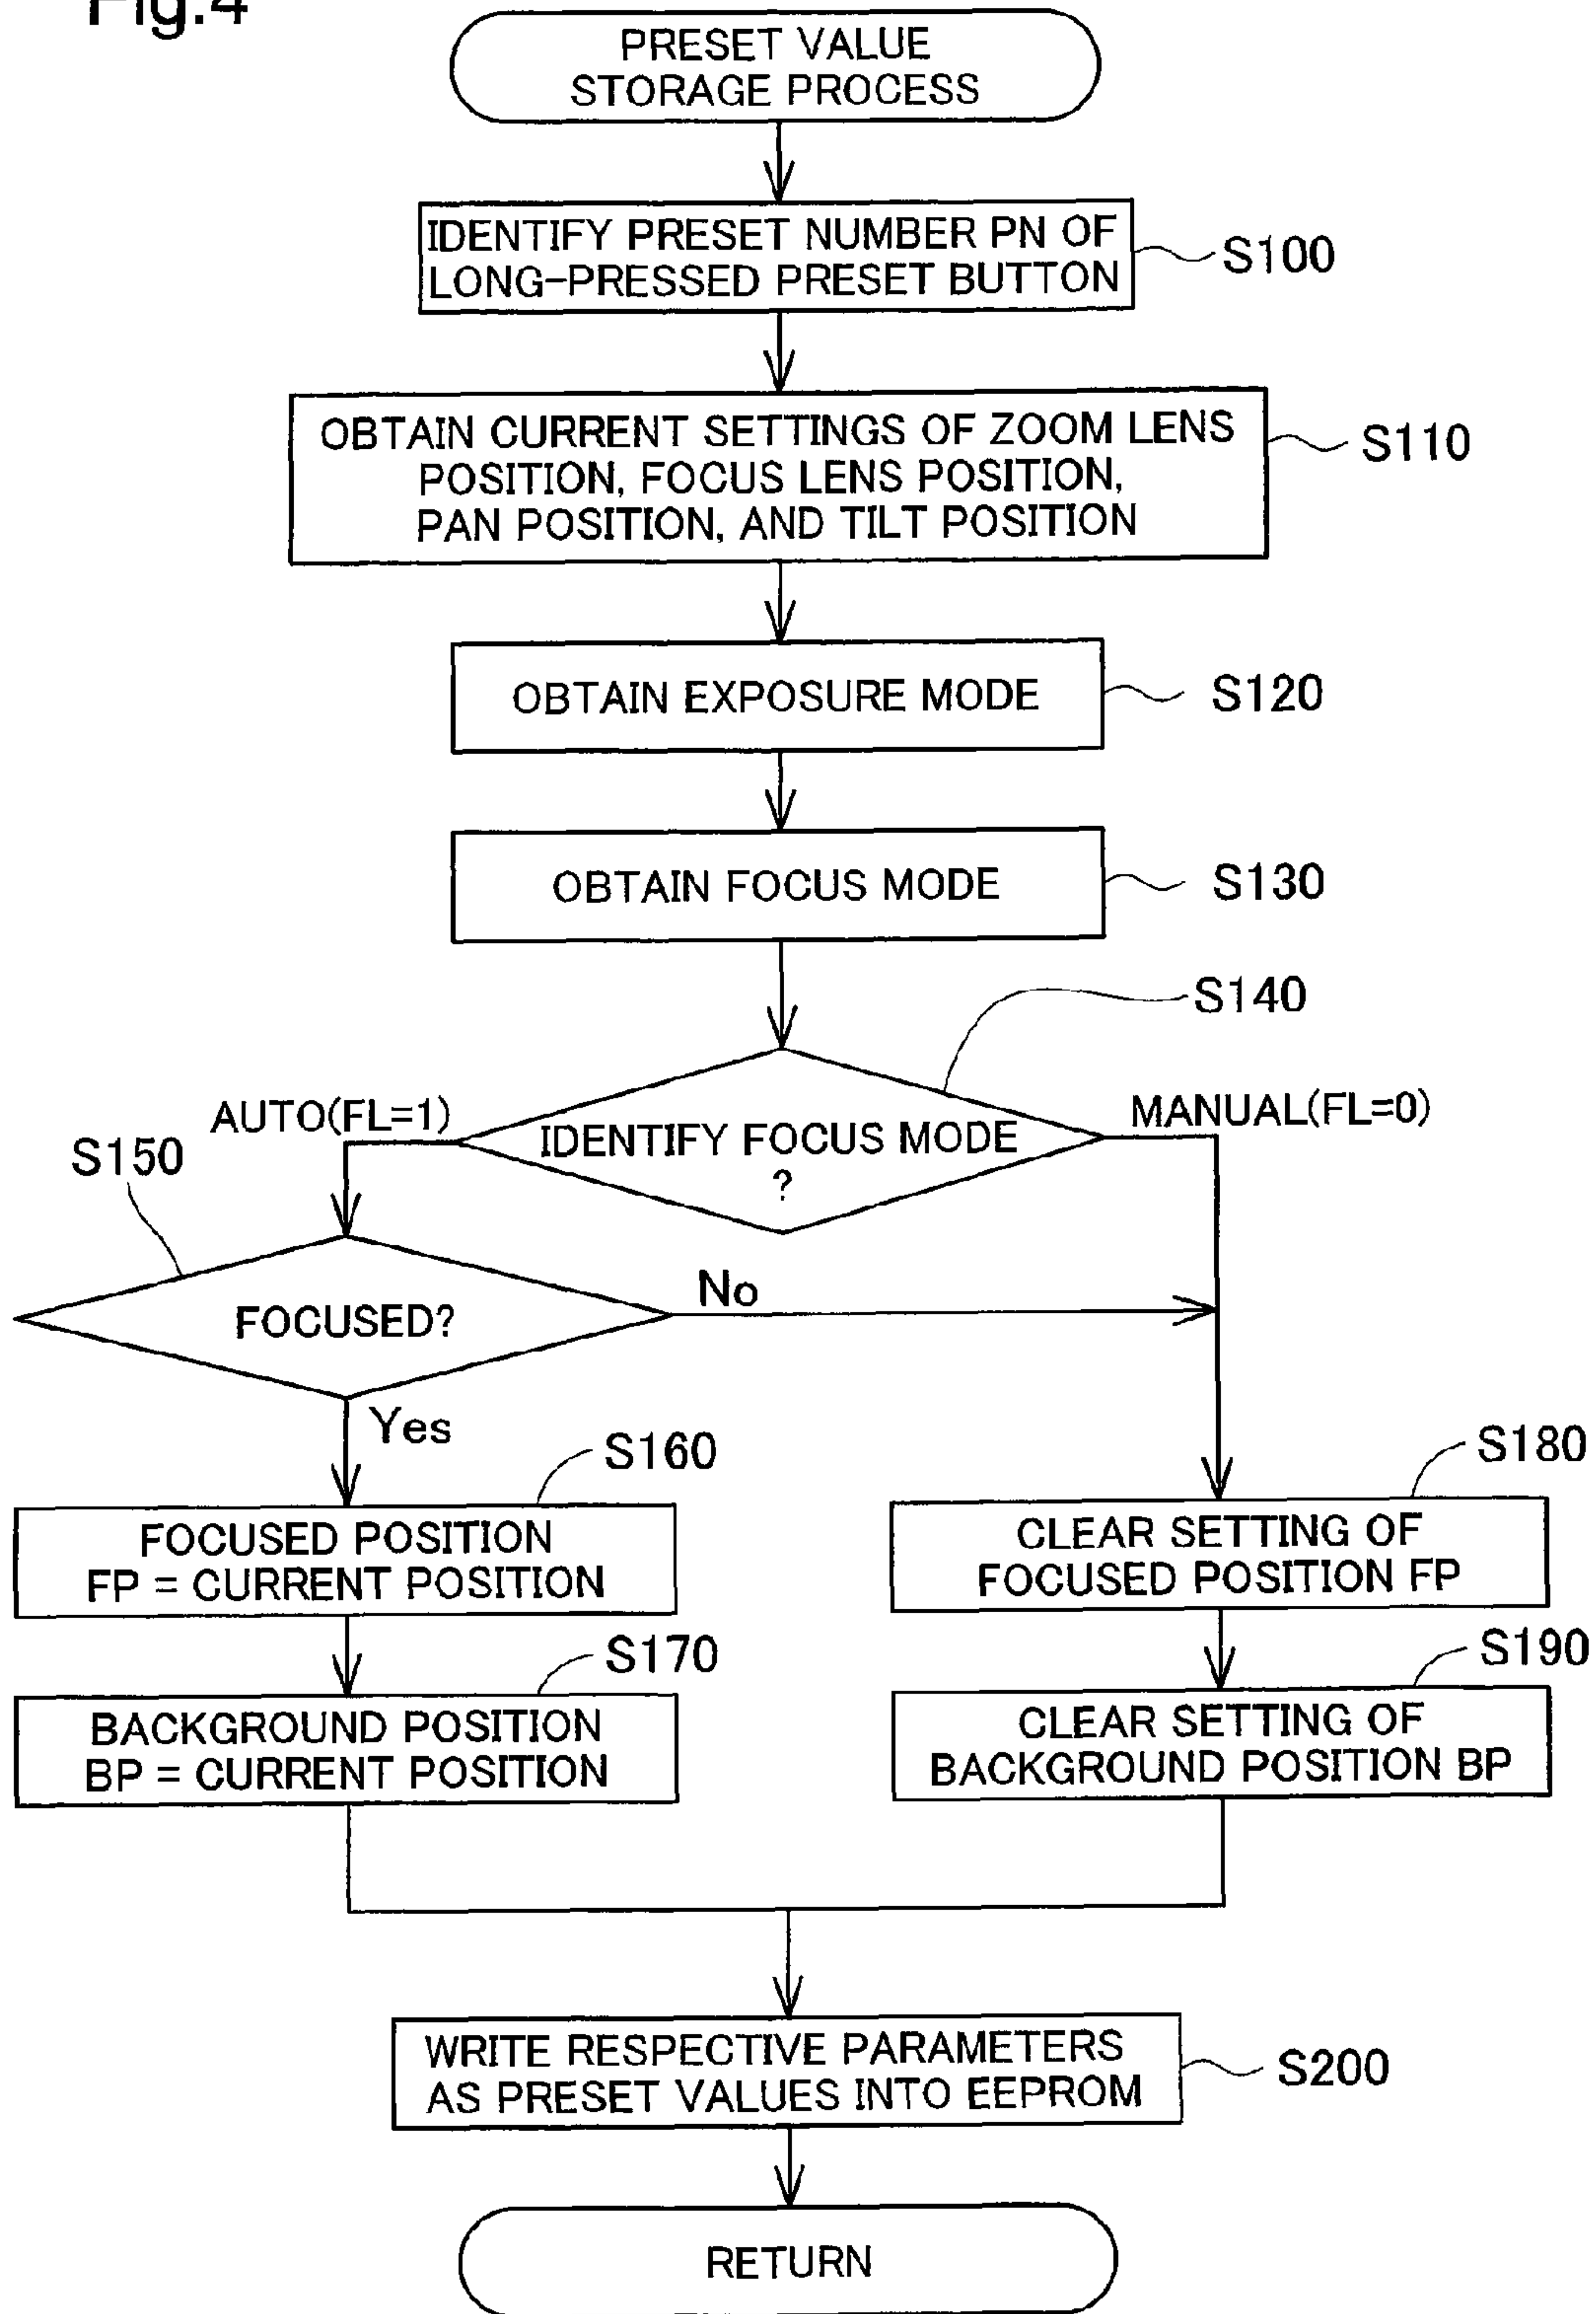 Fig.4
PRESET VALUE
STORAGE PROCESS
IDENTIFY PRESET NUMBER PN OF
LONG-PRESSED PRESET BUTTON
S100
OBTAIN CURRENT SETTINGS OF ZOOM LENS
POSITION, FOCUS LENS POSITION,
PAN POSITION, AND TILT POSITION
S110
OBTAIN EXPOSURE MODE
S120
OBTAIN FOCUS MODE
S130
S140
AUTO(FL=1)
MANUAL(FL=0)
IDENTIFY FOCUS MODE
?
S150
FOCUSED?
No
Yes
S160
FOCUSED POSITION
FP = CURRENT POSITION
S170
BACKGROUND POSITION
BP = CURRENT POSITION
S180
CLEAR SETTING OF
FOCUSED POSITION FP
S190
CLEAR SETTING OF
BACKGROUND POSITION BP
WRITE RESPECTIVE PARAMETERS
AS PRESET VALUES INTO EEPROM
S200
RETURN